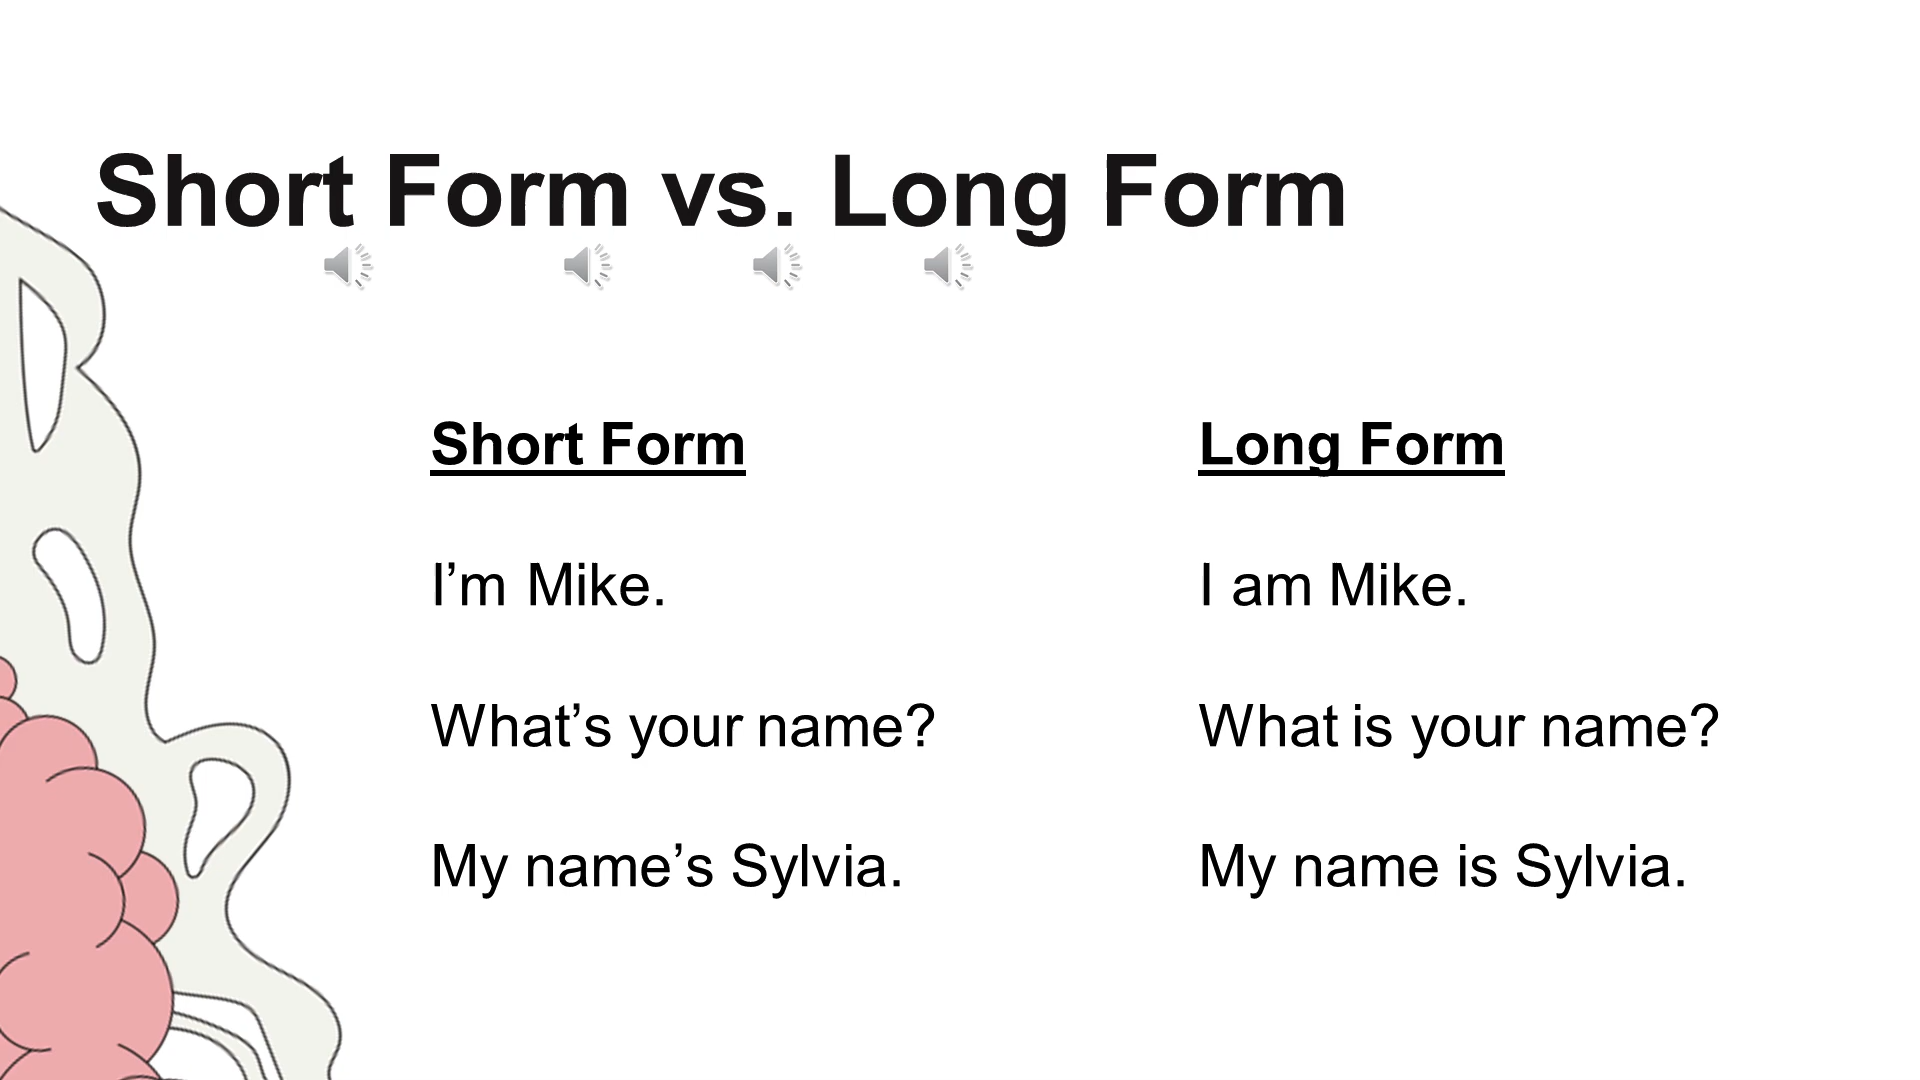 Short Form vs. Long Form
Short Form
Long Form
I’m Mike.
I am Mike.
What’s your name?
What is your name?
My name’s Sylvia.
My name is Sylvia.